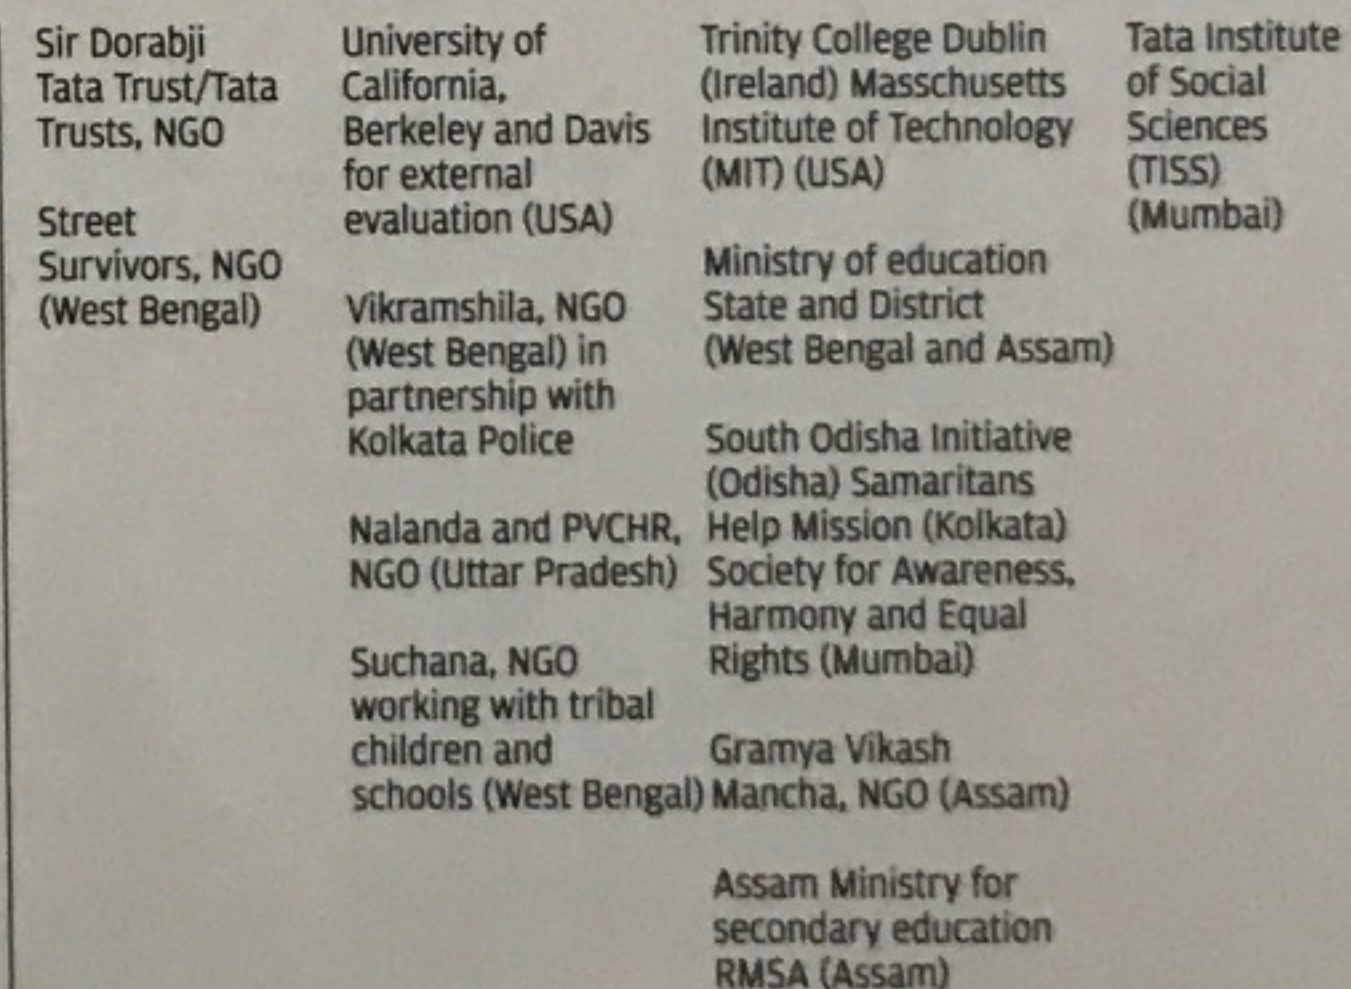 Sir Dorabji
Tata Trust/Tata
Trusts, NGO
Street
Survivors, NGO
(West Bengal)
University of
California,
Berkeley and Davis
for external
evaluation (USA)
Vikramshila, NGO
(West Bengal) in
partnership with
Kolkata Police
Nalanda and PVCHR,
NGO (Uttar Pradesh)
Suchana, NGO
working with tribal
children and
schools (West Bengal)
Trinity College Dublin
(Ireland) Masschusetts
Institute of Technology
(MIT) (USA)
Ministry of education
State and District
(West Bengal and Assam)
South Odisha Initiative
(Odisha) Samaritans
Help Mission (Kolkata)
Society for Awareness,
Harmony and Equal
Rights (Mumbai)
Gramya Vikash
Mancha, NGO (Assam)
Assam Ministry for
secondary education
RMSA (Assam)
Tata Institute
of Social
Sciences
(TISS)
(Mumbai)